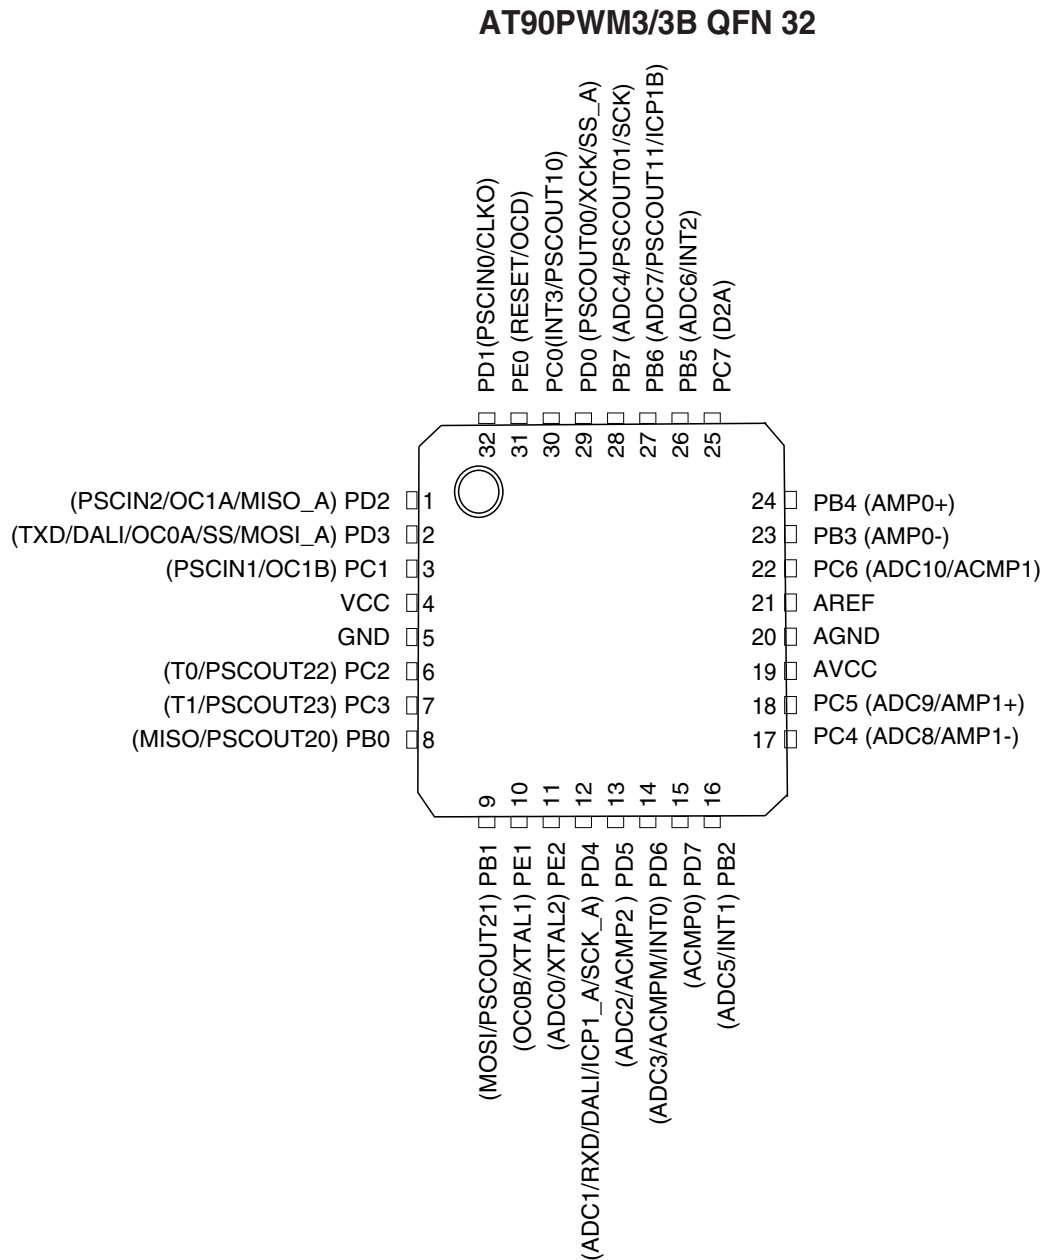 AT90PWM3/3B QFN 32
PD1(PSCIN0/CLKO)
PE0 (RESET/OCD)
PC0(INT3/PSCOUT10)
PD0 (PSCOUT00/XCK/SS_A)
PB7 (ADC4/PSCOUT01/SCK)
PB6 (ADC7/PSCOUT11/ICP1B)
PB5 (ADC6/INT2)
PC7 (D2A)
32
31
30
29
28
27
26
25
(PSCIN2/OC1A/MISO_A) PD2 1
(TXD/DALI/OC0A/SS/MOSI_A) PD3 2
(PSCIN1/OC1B) PC1 3
VCC 4
GND 5
(T0/PSCOUT22) PC2 6
(T1/PSCOUT23) PC3 7
(MISO/PSCOUT20) PB0 8
24 PB4 (AMP0+)
23 PB3 (AMP0-)
22 PC6 (ADC10/ACMP1)
21 AREF
20 AGND
19 AVCC
18 PC5 (ADC9/AMP1+)
17 PC4 (ADC8/AMP1-)
9
10
11
12
13
14
15
16
(MOSI/PSCOUT21) PB1
(OC0B/XTAL1) PE1
(ADC0/XTAL2) PE2
(ADC1/RXD/DALI/ICP1_A/SCK_A) PD4
(ADC2/ACMP2 ) PD5
(ADC3/ACMPM/INT0) PD6
(ACMP0) PD7
(ADC5/INT1) PB2